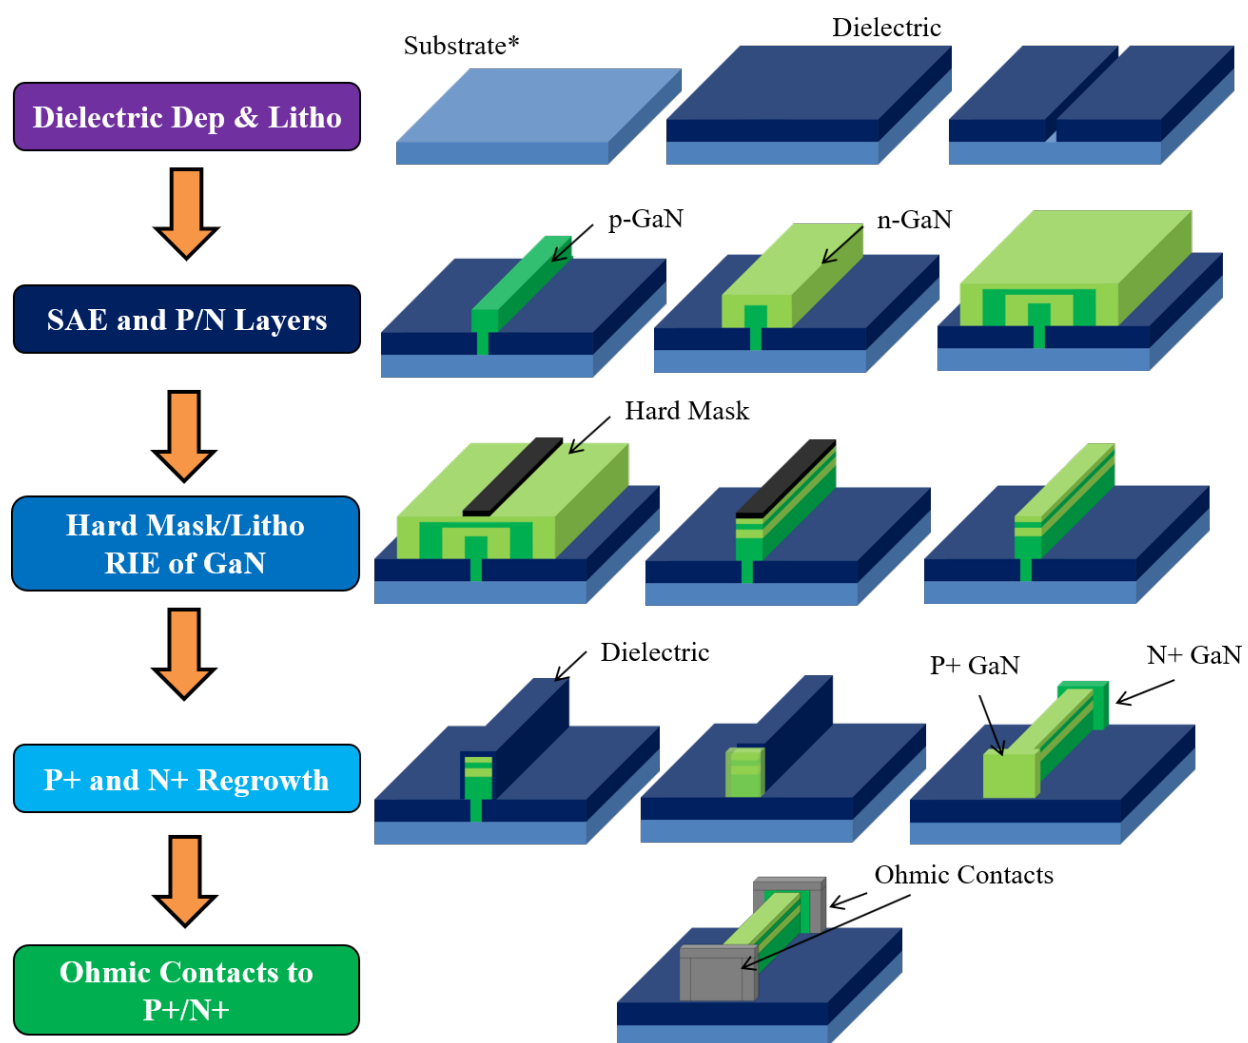 Substrate*
Dielectric
Dielectric Dep & Litho
p-GaN
n-GaN
SAE and P/N Layers
Hard Mask
Hard Mask/Litho
RIE of GaN
Dielectric
P+ GaN
N+ GaN
P+ and N+ Regrowth
Ohmic Contacts
Ohmic Contacts to
P+/N+